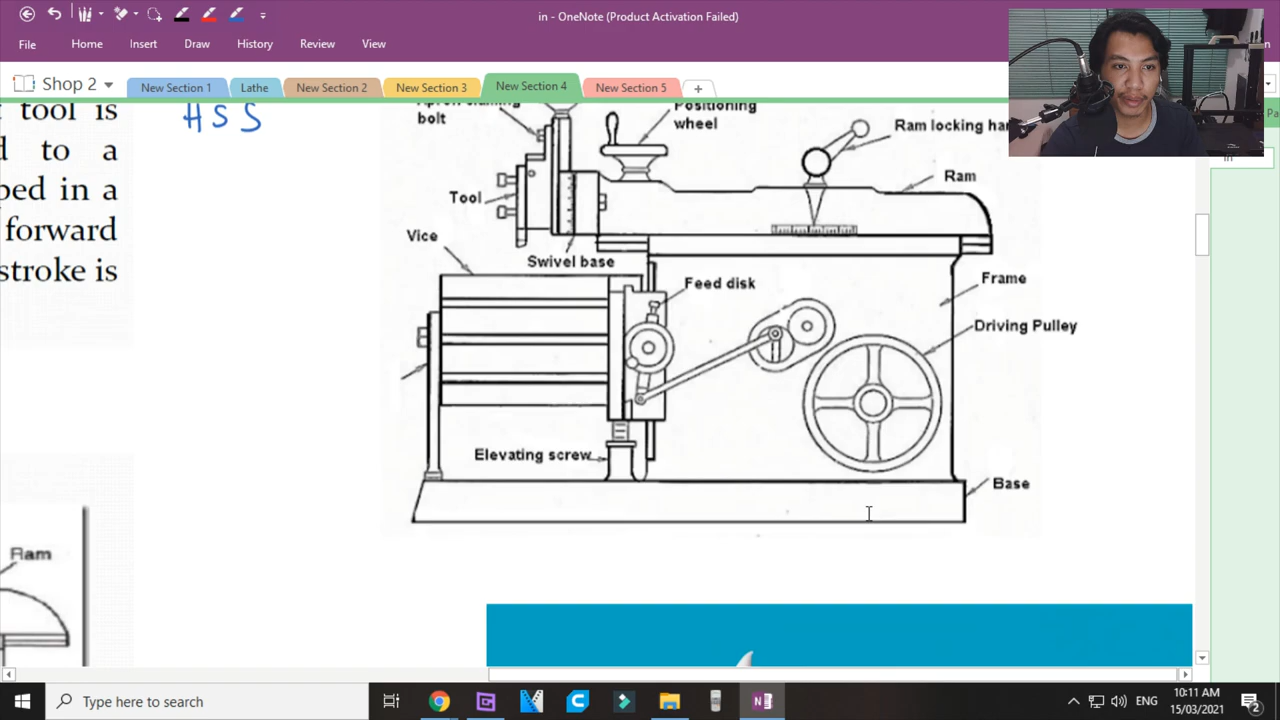 in - OneNote (Product Activation Failed)
File Home Insert Draw History Review View
Shop 2 New Section 1 Lathe New Section 2 New Section 3 New Section 4 New Section 5 +
tool is
HSS
to a
ped in a
forward
stroke is
bolt
Positioning
wheel
Ram locking
Ram
Tool
Vice
Swivel base
Feed disk
Frame
Driving Pulley
Elevating screw
Base
Ram
in
Type here to search
ENG
10:11 AM
15/03/2021
2